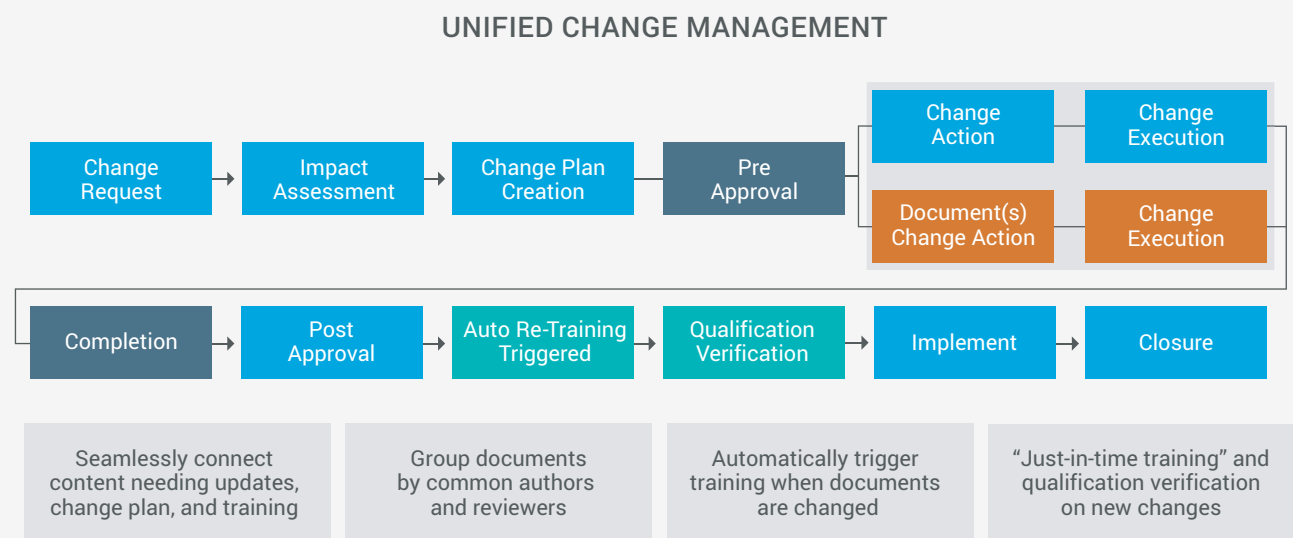 UNIFIED CHANGE MANAGEMENT
Change
Request
Impact
Assessment
Change Plan
Creation
Pre
Approval
Change
Action
Change
Execution
Document(s)
Change Action
Change
Execution
Completion
Post
Approval
Auto Re-Training
Triggered
Qualification
Verification
Implement
Closure
Seamlessly connect
content needing updates,
change plan, and training
Group documents
by common authors
and reviewers
Automatically trigger
training when documents
are changed
“Just-in-time training” and
qualification verification
on new changes